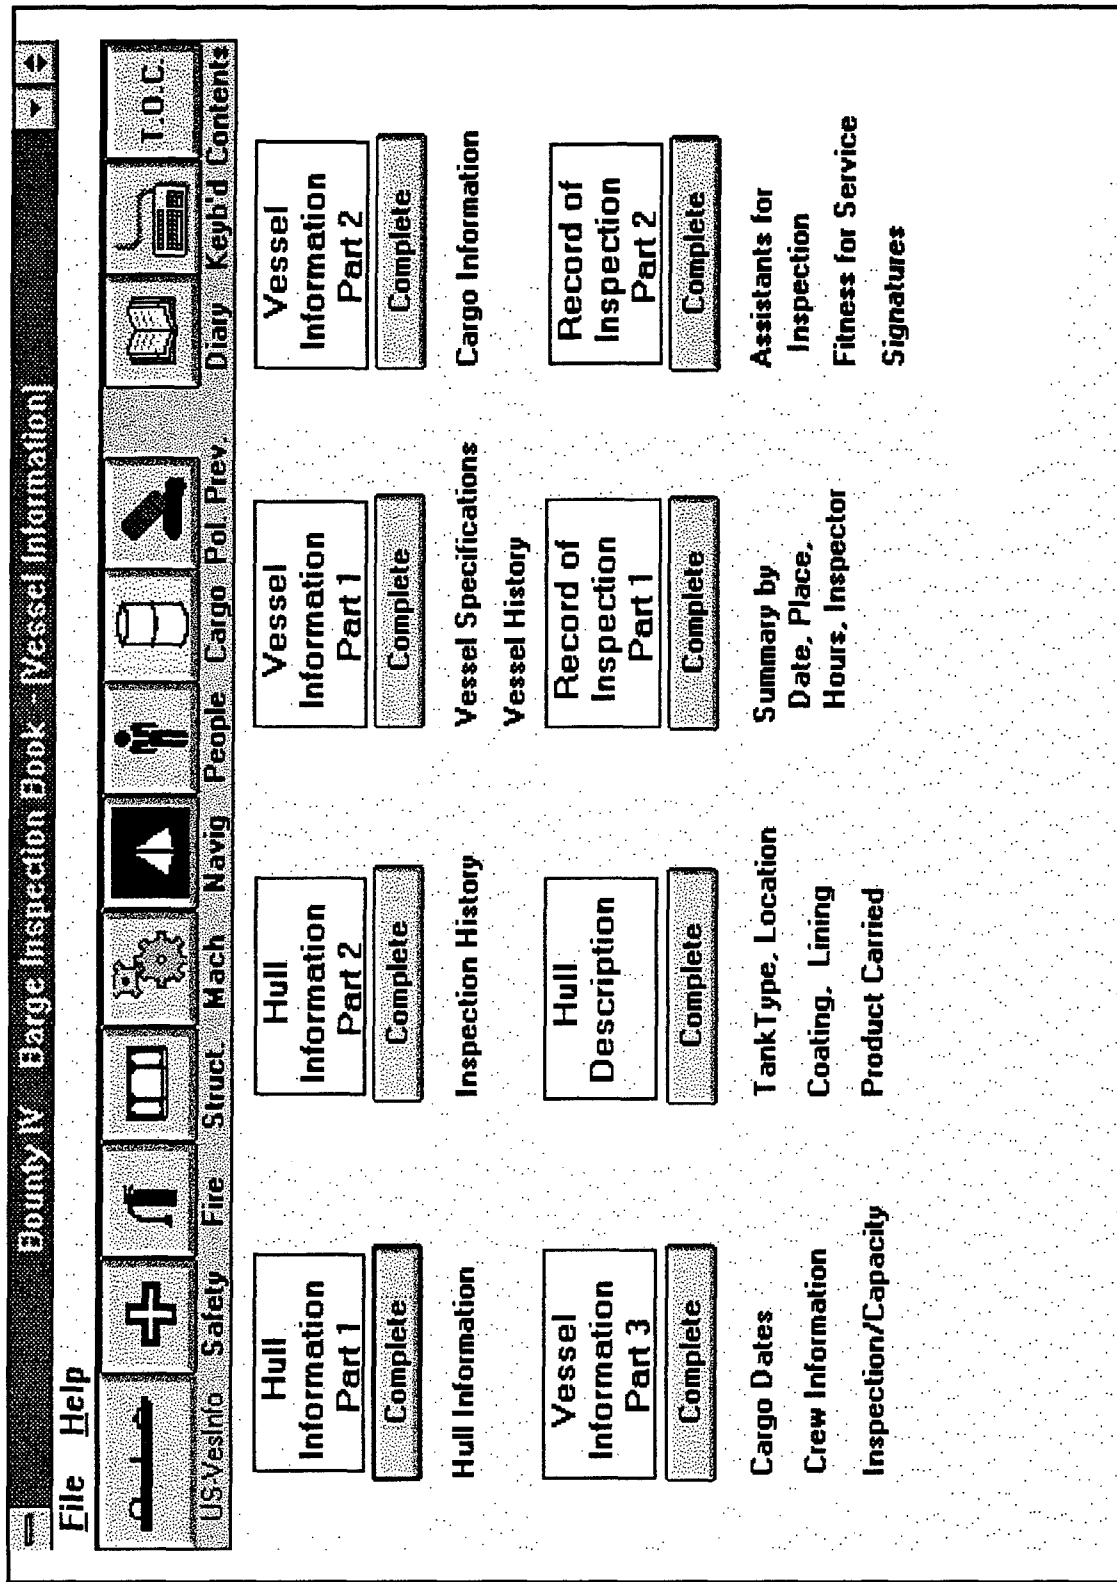 Bounty IV  Barge Inspection Book - [Vessel Information]
File  Help
T.O.C.
US-VesInfo  Safety  Fire  Struct.  Mach  Navig  People  Cargo  Pol. Prev.  Diary  Keyb'd  Contents
Hull
Information
Part 1
Complete
Hull Information
Hull
Information
Part 2
Complete
Inspection History
Vessel
Information
Part 1
Complete
Vessel Specifications
Vessel History
Vessel
Information
Part 2
Complete
Cargo Information
Vessel
Information
Part 3
Complete
Cargo Dates
Crew Information
Inspection/Capacity
Hull
Description
Complete
TankType, Location
Coating, Lining
Product Carried
Record of
Inspection
Part 1
Complete
Summary by
Date, Place,
Hours, Inspector
Record of
Inspection
Part 2
Complete
Assistants for
Inspection
Fitness for Service
Signatures